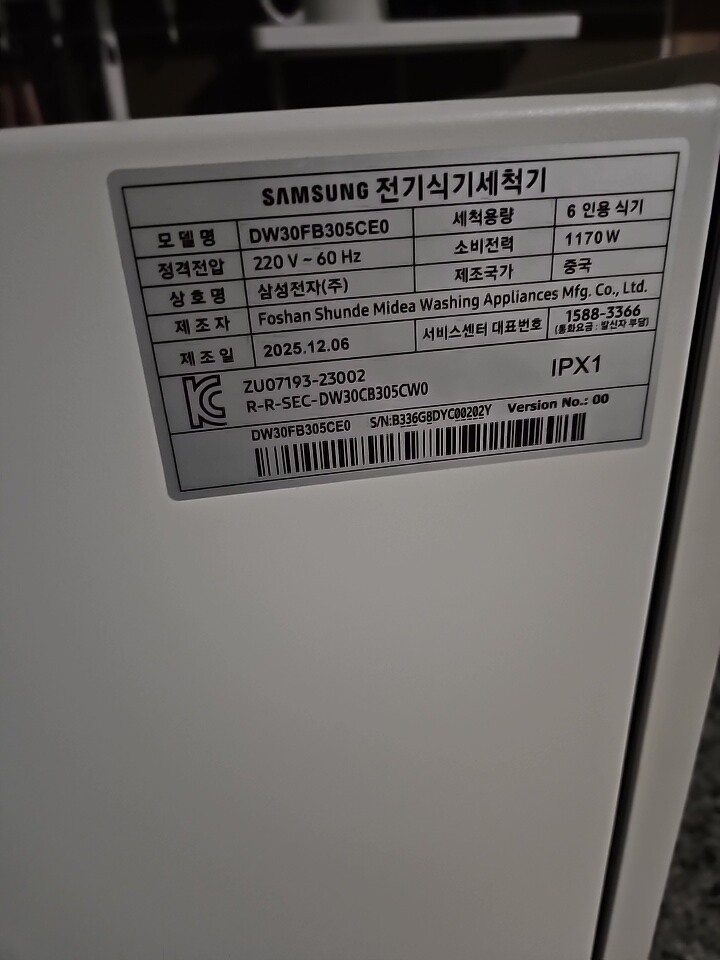 SAMSUNG 전기식기세척기
모델명 DW30FB305CE0 세척용량 6 인용 식기
정격전압 220 V ~ 60 Hz 소비전력 1170 W
상호명 삼성전자(주) 제조국가 중국
제조자 Foshan Shunde Midea Washing Appliances Mfg. Co., Ltd.
제조일 2025.12.06 서비스센터 대표번호 1588-3366
(통화요금 : 발신자 부담)
ZU07193-23002
R-R-SEC-DW30CB305CW0 IPX1
DW30FB305CE0 S/N:B336G8DYC00202Y Version No.: 00